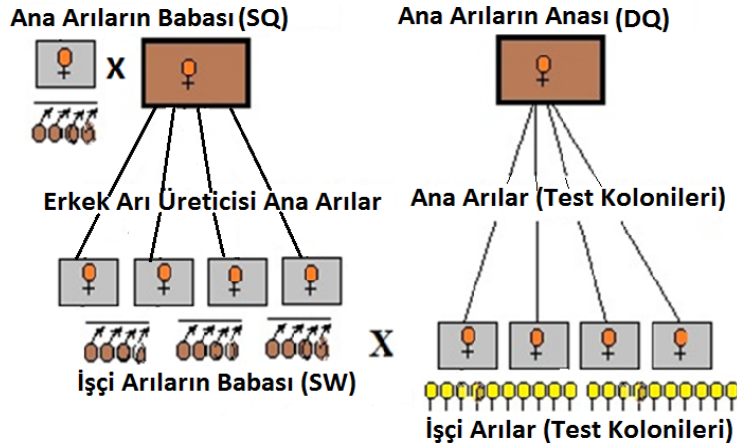 Ana Arıların Babası (SQ)
Ana Arıların Anası (DQ)
X
Erkek Arı Üreticisi Ana Arılar
Ana Arılar (Test Kolonileri)
X
İşçi Arıların Babası (SW)
İşçi Arılar (Test Kolonileri)